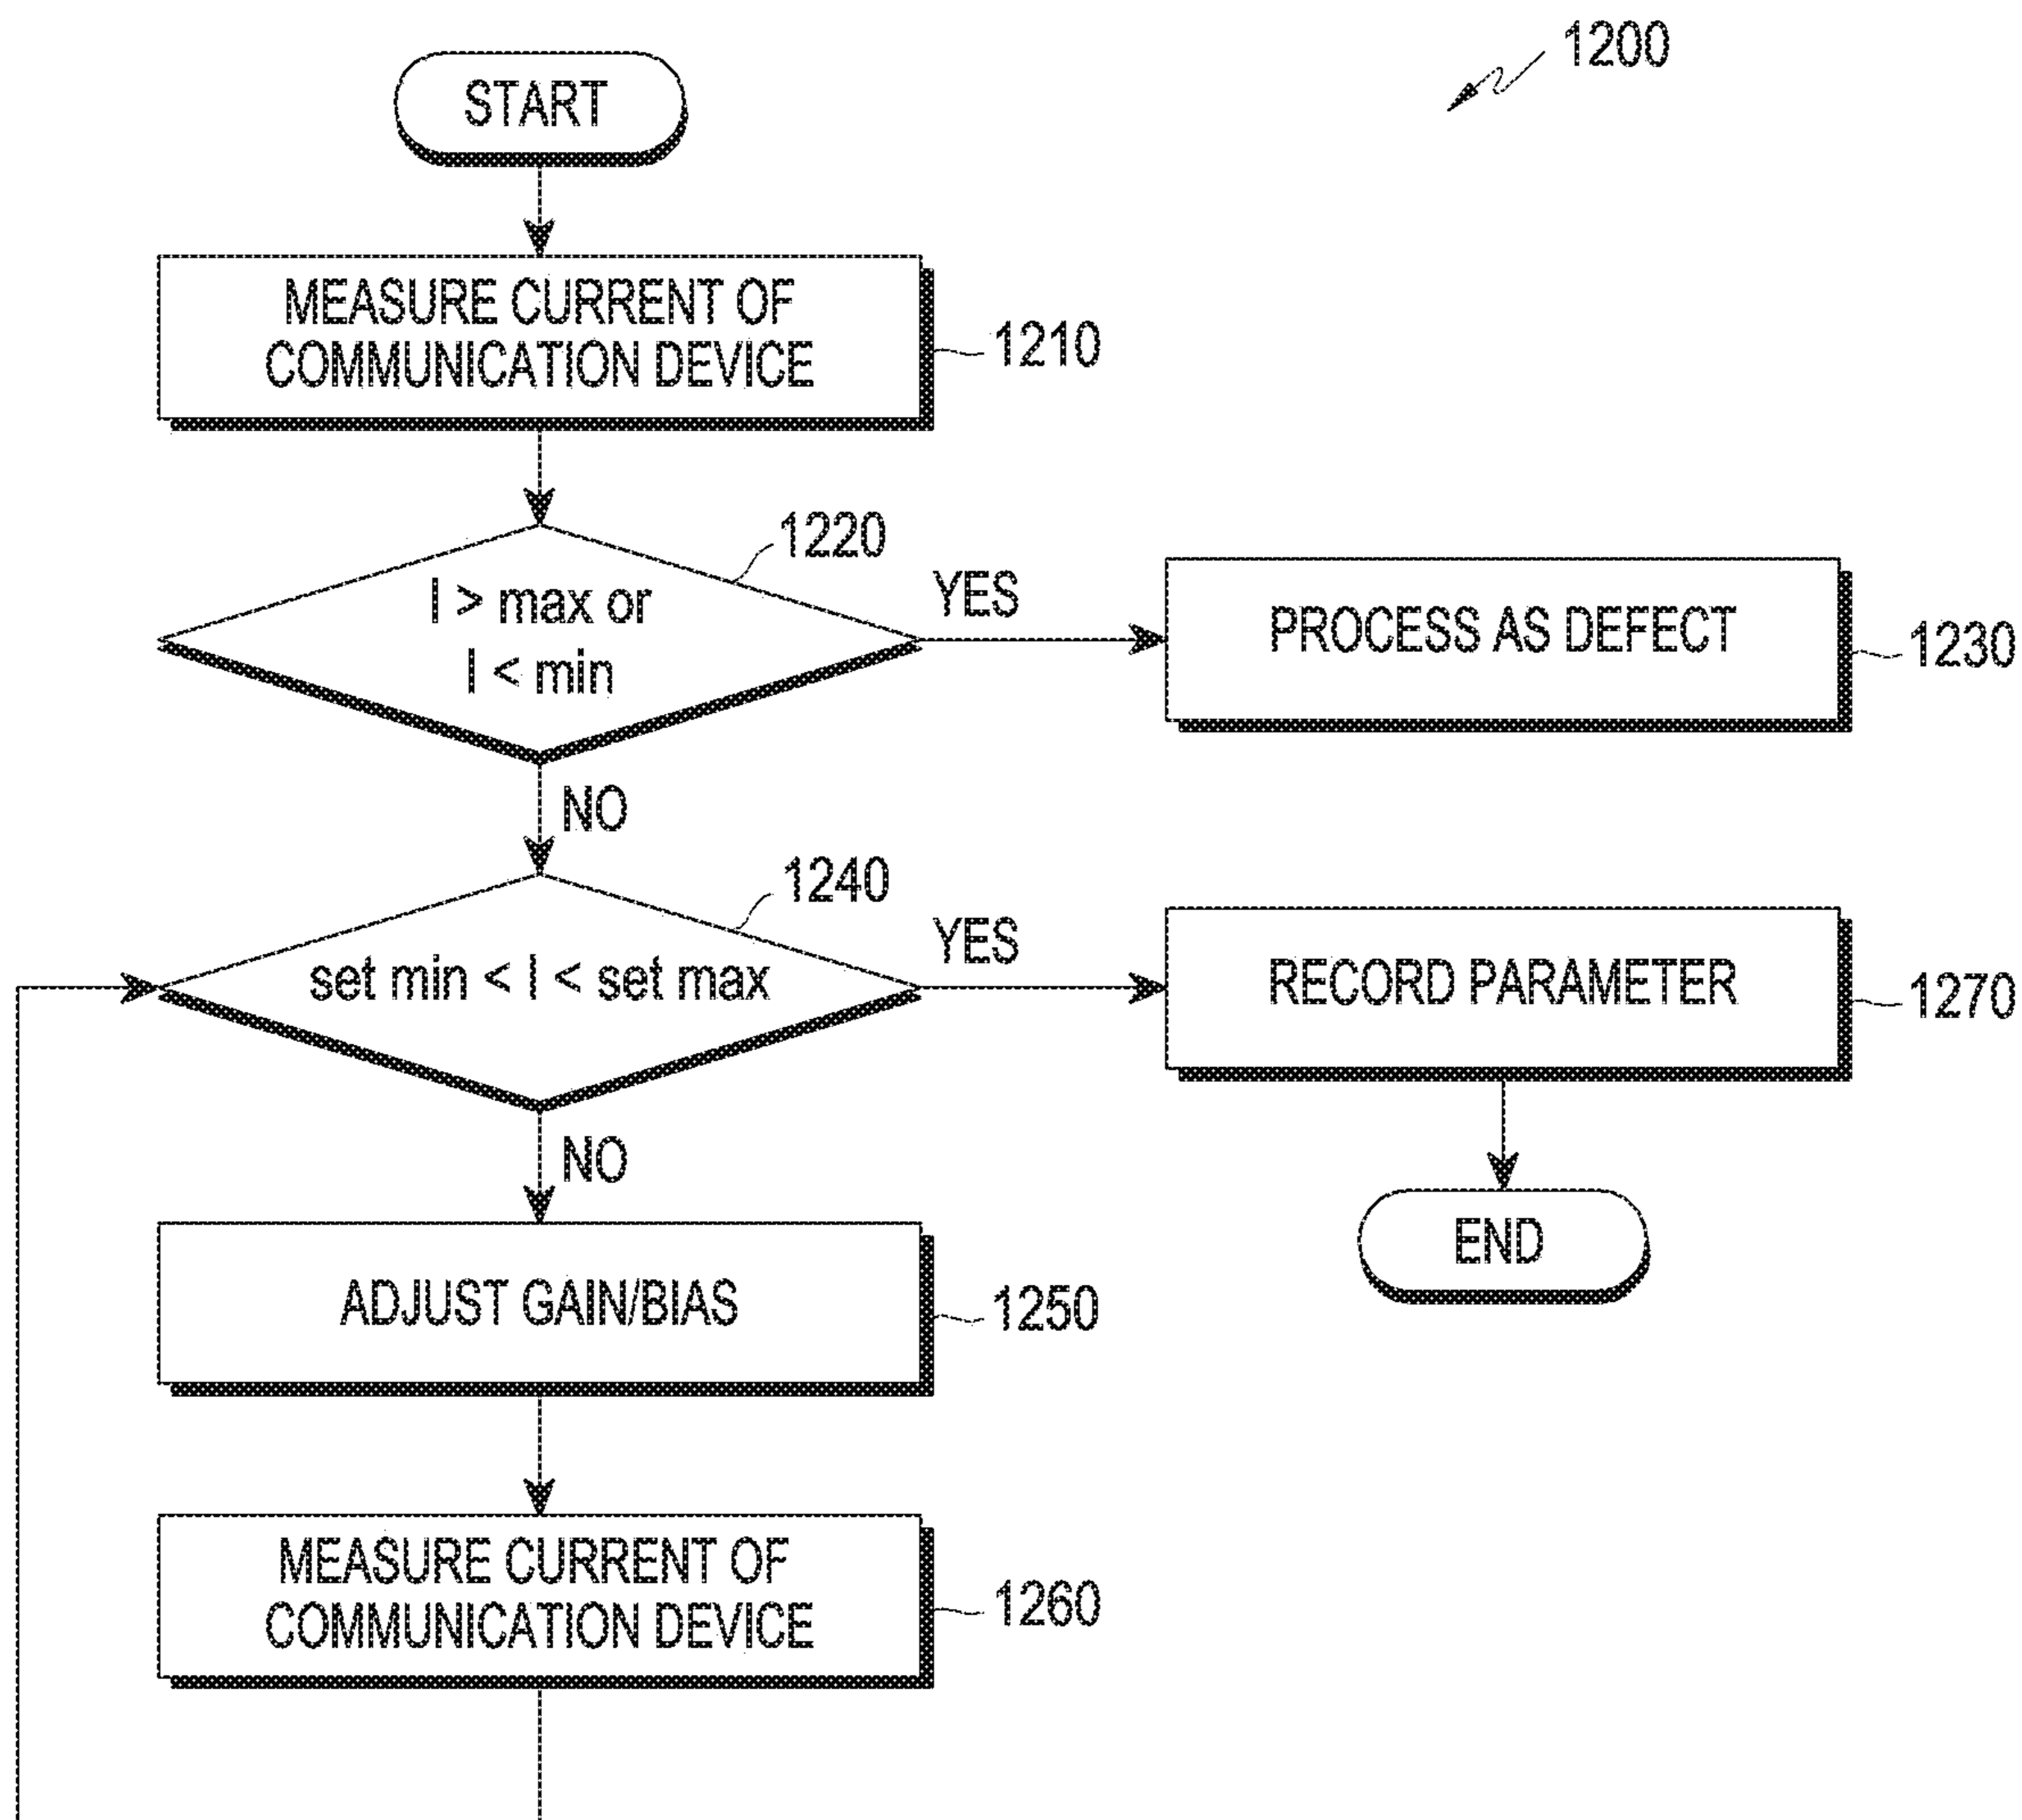 1200
START
MEASURE CURRENT OF
COMMUNICATION DEVICE
1210
1220
I > max or
I < min
YES
PROCESS AS DEFECT
1230
NO
1240
set min < I < set max
YES
RECORD PARAMETER
1270
NO
END
ADJUST GAIN/BIAS
1250
MEASURE CURRENT OF
COMMUNICATION DEVICE
1260